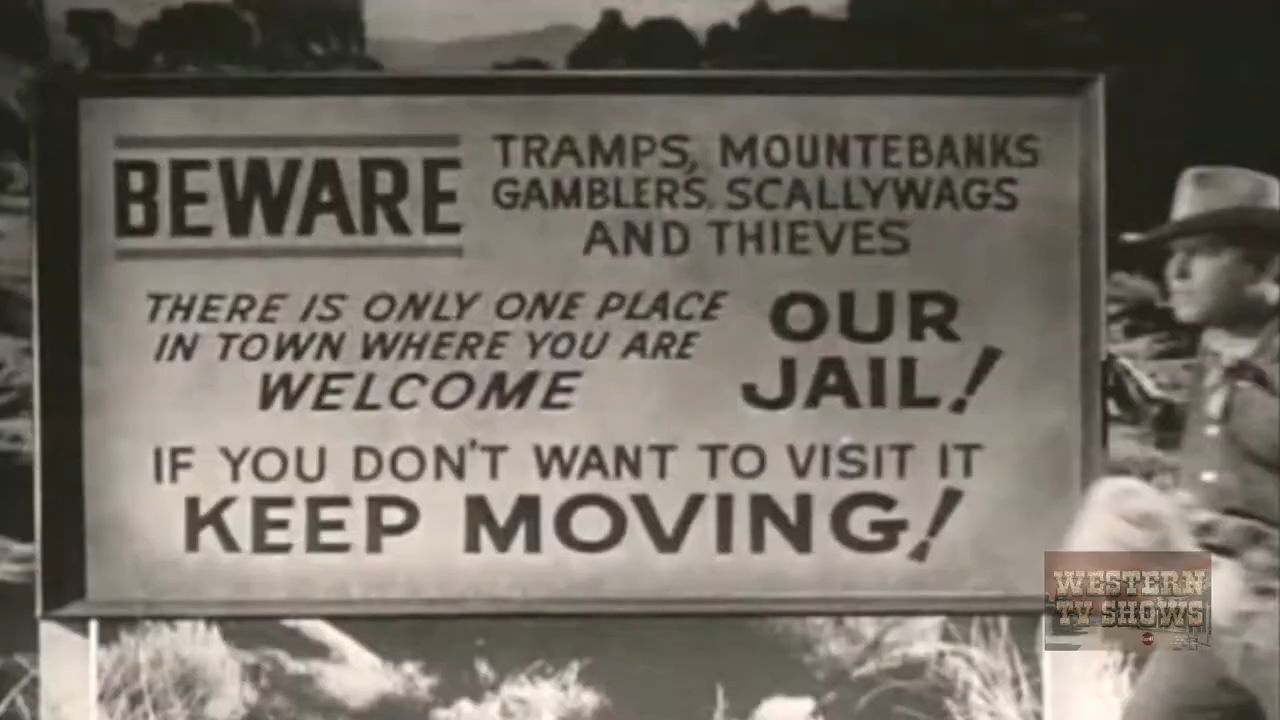 BEWARE
TRAMPS, MOUNTEBANKS
GAMBLERS, SCALLYWAGS
AND THIEVES
THERE IS ONLY ONE PLACE
IN TOWN WHERE YOU ARE
WELCOME
OUR
JAIL!
IF YOU DON'T WANT TO VISIT IT
KEEP MOVING!
WESTERN
TV SHOWS